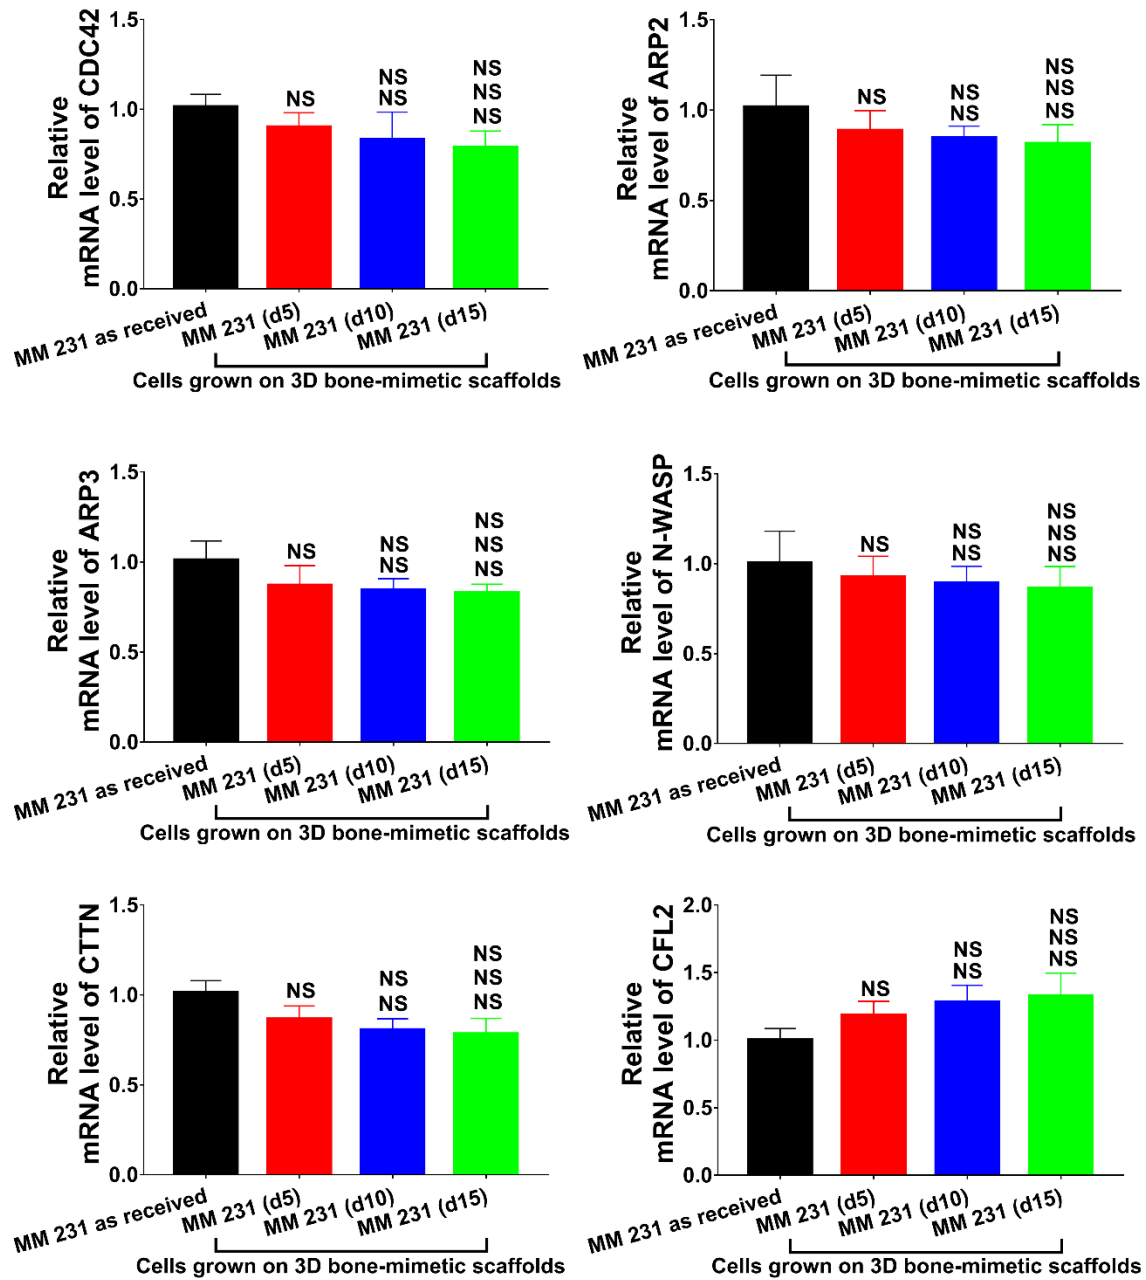 Relative
mRNA level of CDC42
1.5
1.0
0.5
0.0
NS
NS
NS
NS
NS
NS
MM 231 as received
MM 231 (d5)
MM 231 (d10)
MM 231 (d15)
Cells grown on 3D bone-mimetic scaffolds
Relative
mRNA level of ARP2
1.5
1.0
0.5
0.0
NS
NS
NS
NS
NS
NS
MM 231 as received
MM 231 (d5)
MM 231 (d10)
MM 231 (d15)
Cells grown on 3D bone-mimetic scaffolds
Relative
mRNA level of ARP3
1.5
1.0
0.5
0.0
NS
NS
NS
NS
NS
NS
MM 231 as received
MM 231 (d5)
MM 231 (d10)
MM 231 (d15)
Cells grown on 3D bone-mimetic scaffolds
Relative
mRNA level of N-WASP
1.5
1.0
0.5
0.0
NS
NS
NS
NS
NS
NS
MM 231 as received
MM 231 (d5)
MM 231 (d10)
MM 231 (d15)
Cells grown on 3D bone-mimetic scaffolds
Relative
mRNA level of CTTN
1.5
1.0
0.5
0.0
NS
NS
NS
NS
NS
NS
MM 231 as received
MM 231 (d5)
MM 231 (d10)
MM 231 (d15)
Cells grown on 3D bone-mimetic scaffolds
Relative
mRNA level of CFL2
2.0
1.5
1.0
0.5
0.0
NS
NS
NS
NS
NS
NS
MM 231 as received
MM 231 (d5)
MM 231 (d10)
MM 231 (d15)
Cells grown on 3D bone-mimetic scaffolds